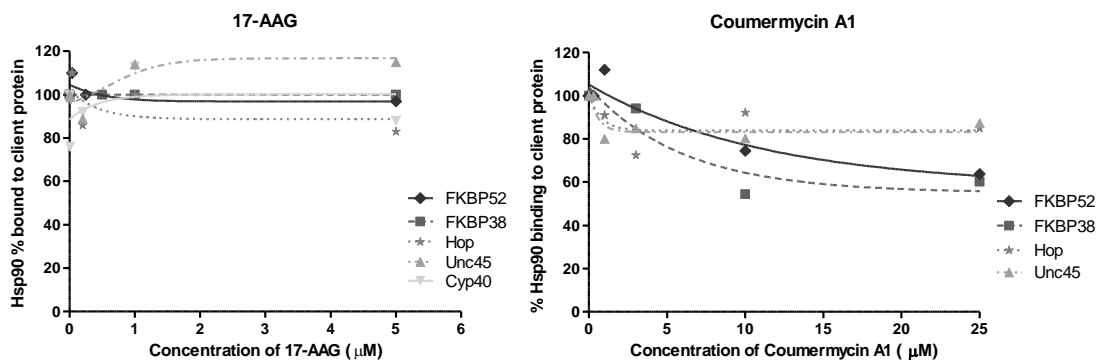 17-AAG
Hsp90 % bound to client protein
120
100
80
60
40
20
0
0
1
2
3
4
5
6
Concentration of 17-AAG ( μM)
FKBP52
FKBP38
Hop
Unc45
Cyp40
Coumermycin A1
% Hsp90 binding to client protein
120
100
80
60
40
20
0
0
5
10
15
20
25
Concentration of Coumermycin A1 ( μM)
FKBP52
FKBP38
Hop
Unc45